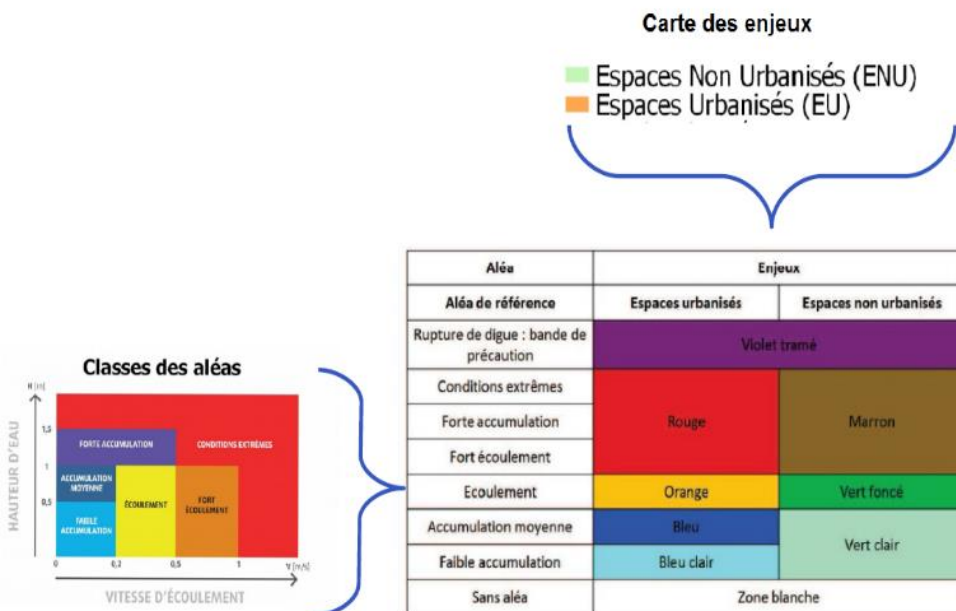 Carte des enjeux
Espaces Non Urbanisés (ENU)
Espaces Urbanisés (EU)
Aléa
Enjeux
Aléa de référence
Espaces urbanisés
Espaces non urbanisés
Rupture de digue : bande de
précaution
Violet tramé
Conditions extrêmes
Forte accumulation
Rouge
Marron
Fort écoulement
Ecoulement
Orange
Vert foncé
Accumulation moyenne
Bleu
Vert clair
Faible accumulation
Bleu clair
Sans aléa
Zone blanche
Classes des aléas
H [m]
HAUTEUR D'EAU
1,5
1
0,5
FORTE ACCUMULATION
CONDITIONS EXTRÊMES
ACCUMULATION
MOYENNE
ÉCOULEMENT
FORT
ÉCOULEMENT
FAIBLE
ACCUMULATION
0
0,2
0,5
1
V [m/s]
VITESSE D'ÉCOULEMENT